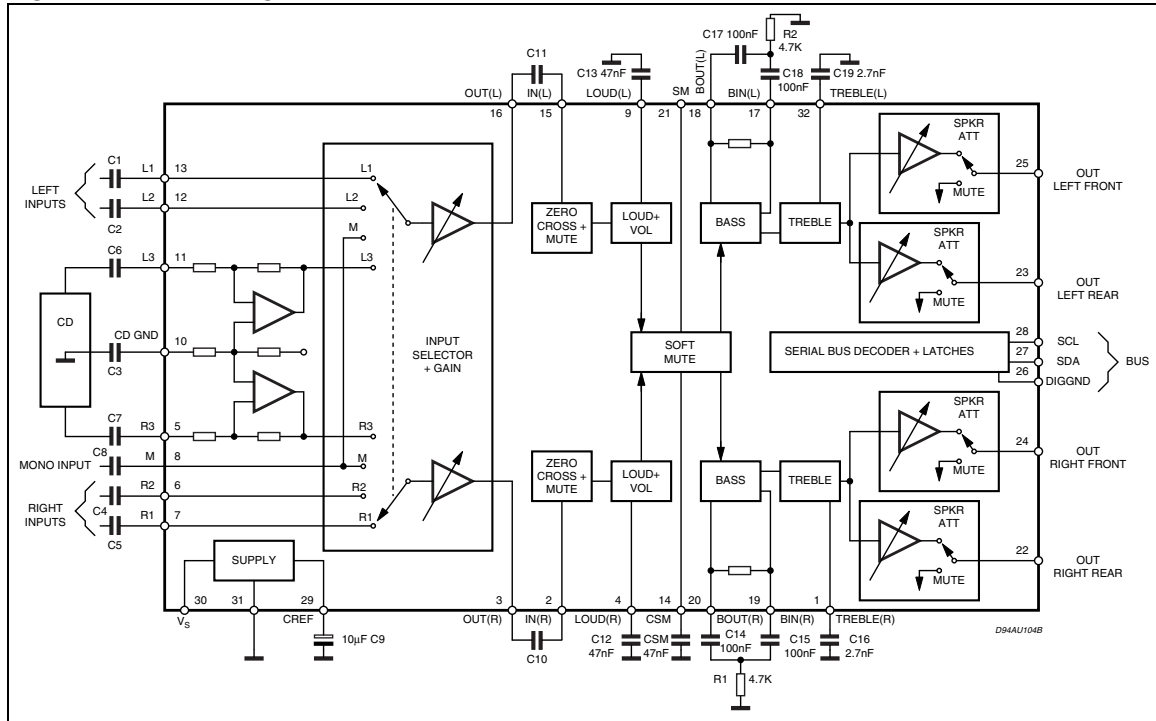 C17 100nF
R2
4.7K
C11
C13 47nF
BOUT(L)
C18
100nF
C19 2.7nF
OUT(L)
IN(L)
LOUD(L)
SM
BIN(L)
TREBLE(L)
16
15
9
21
18
17
32
C1
L1
13
LEFT
INPUTS
L2
12
C2
C6
L3
11
CD
CD GND
10
C3
C7
R3
5
C8
MONO INPUT
M
8
R2
6
RIGHT
INPUTS
C4
R1
7
C5
L1
L2
M
L3
INPUT
SELECTOR
+ GAIN
R3
M
R2
R1
ZERO
CROSS +
MUTE
LOUD+
VOL
BASS
TREBLE
SPKR
ATT
MUTE
25
OUT
LEFT FRONT
SPKR
ATT
MUTE
23
OUT
LEFT REAR
SOFT
MUTE
SERIAL BUS DECODER + LATCHES
28
SCL
27
SDA
26
DIGGND
BUS
ZERO
CROSS +
MUTE
LOUD+
VOL
BASS
TREBLE
SPKR
ATT
MUTE
24
OUT
RIGHT FRONT
SPKR
ATT
MUTE
22
OUT
RIGHT REAR
SUPPLY
30
31
29
VS
CREF
10µF C9
3
2
4
14
20
19
1
OUT(R)
IN(R)
LOUD(R)
CSM
BOUT(R)
BIN(R)
TREBLE(R)
C10
C12
47nF
CSM
47nF
C14
100nF
C15
100nF
C16
2.7nF
R1
4.7K
D94AU104B